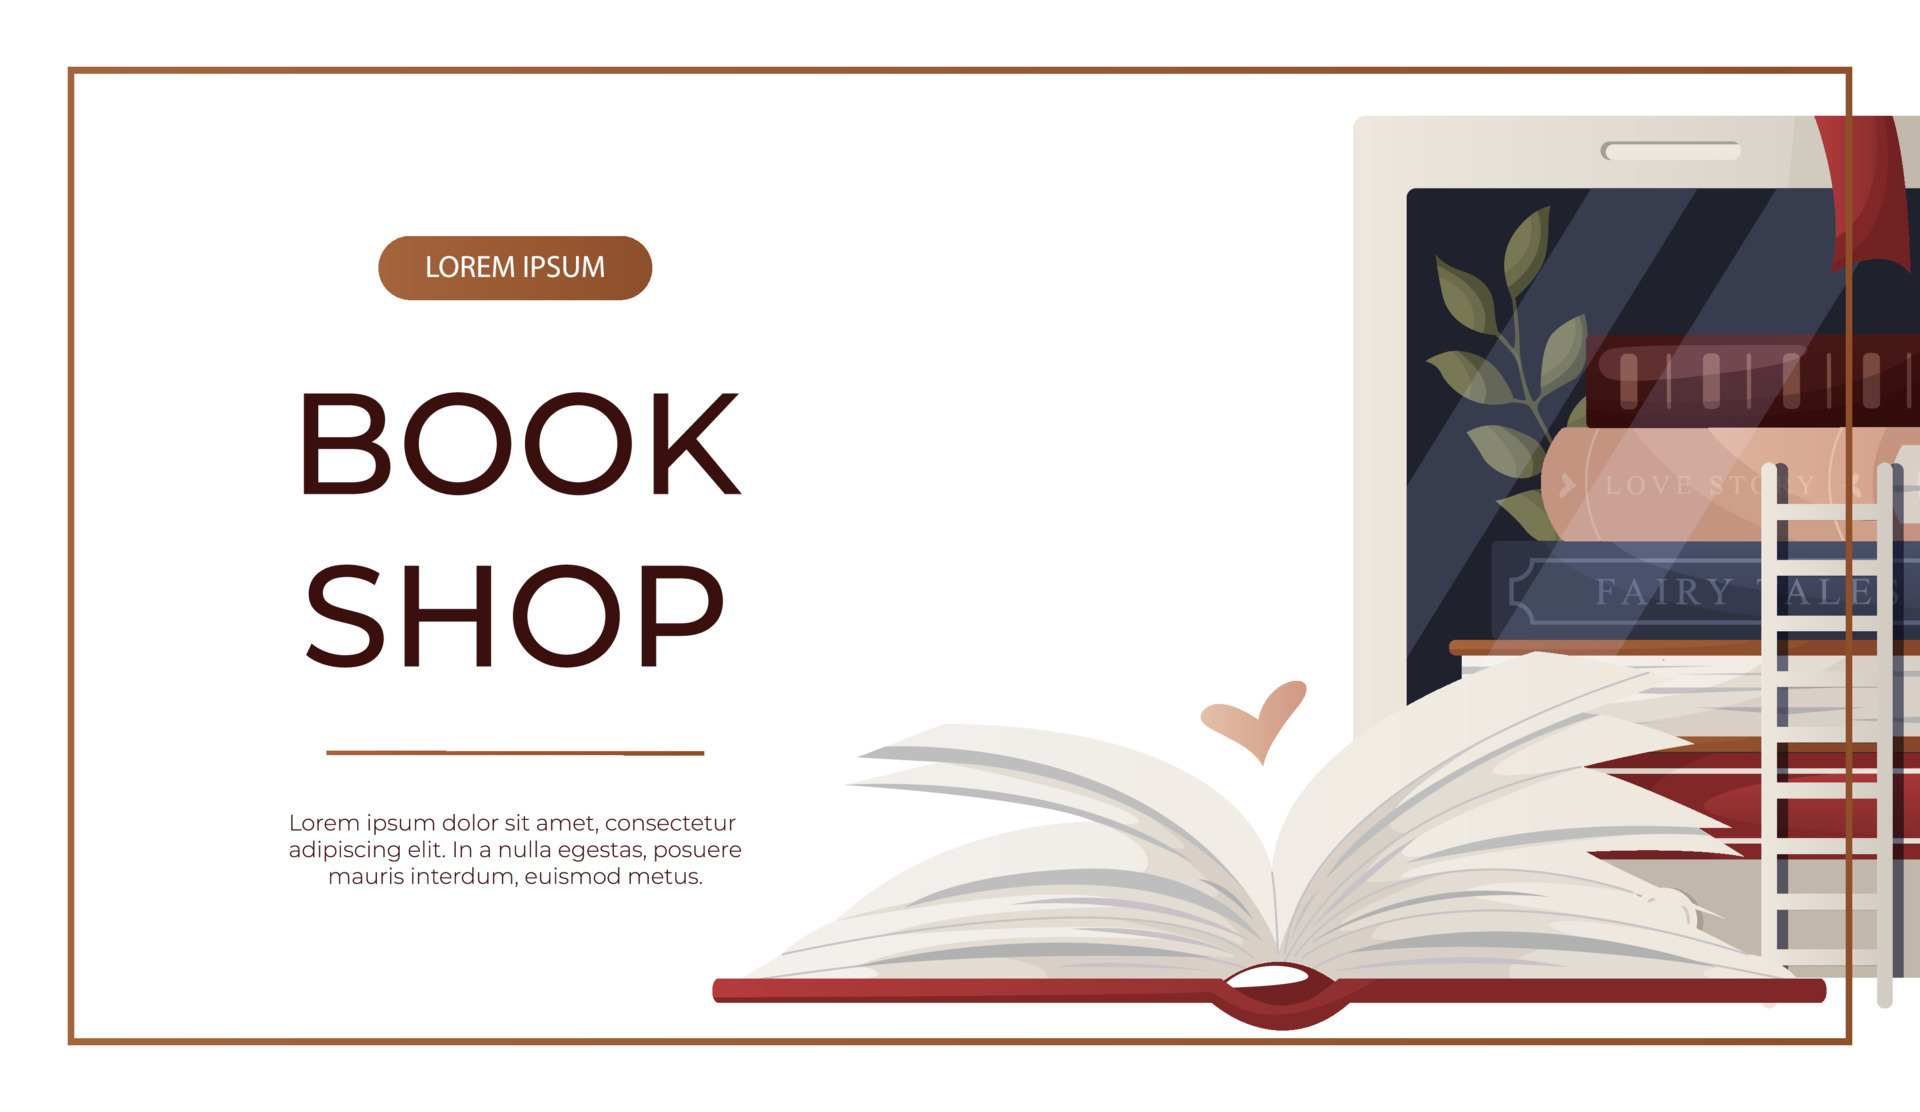 LOREM IPSUM
BOOK
SHOP
Lorem ipsum dolor sit amet, consectetur
adipiscing elit. In a nulla egestas, posuere
mauris interdum, euismod metus.
LOVE STORY
FAIRY TALES